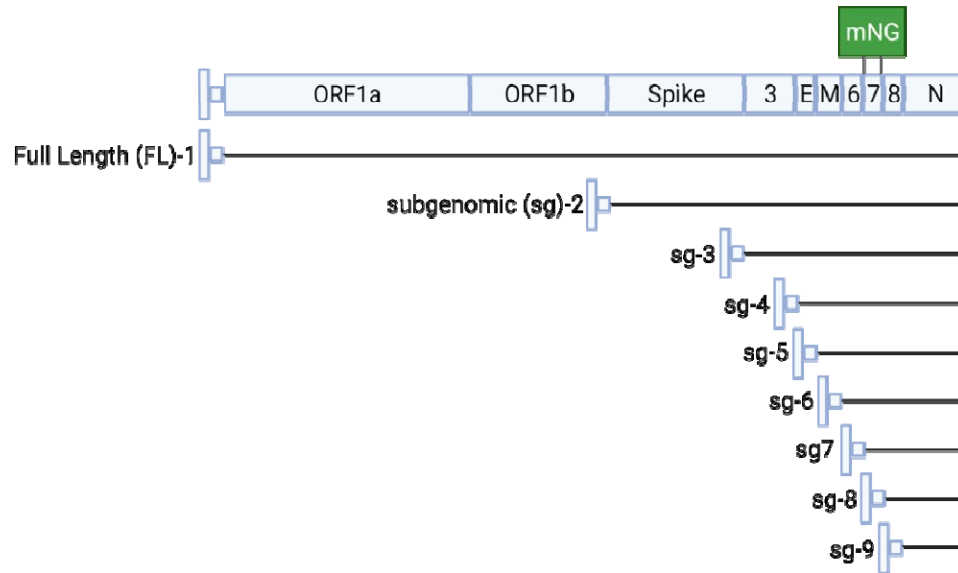 mNG
ORF1a ORF1b Spike 3 E M 6 7 8 N
Full Length (FL)-1
subgenomic (sg)-2
sg-3
sg-4
sg-5
sg-6
sg7
sg-8
sg-9